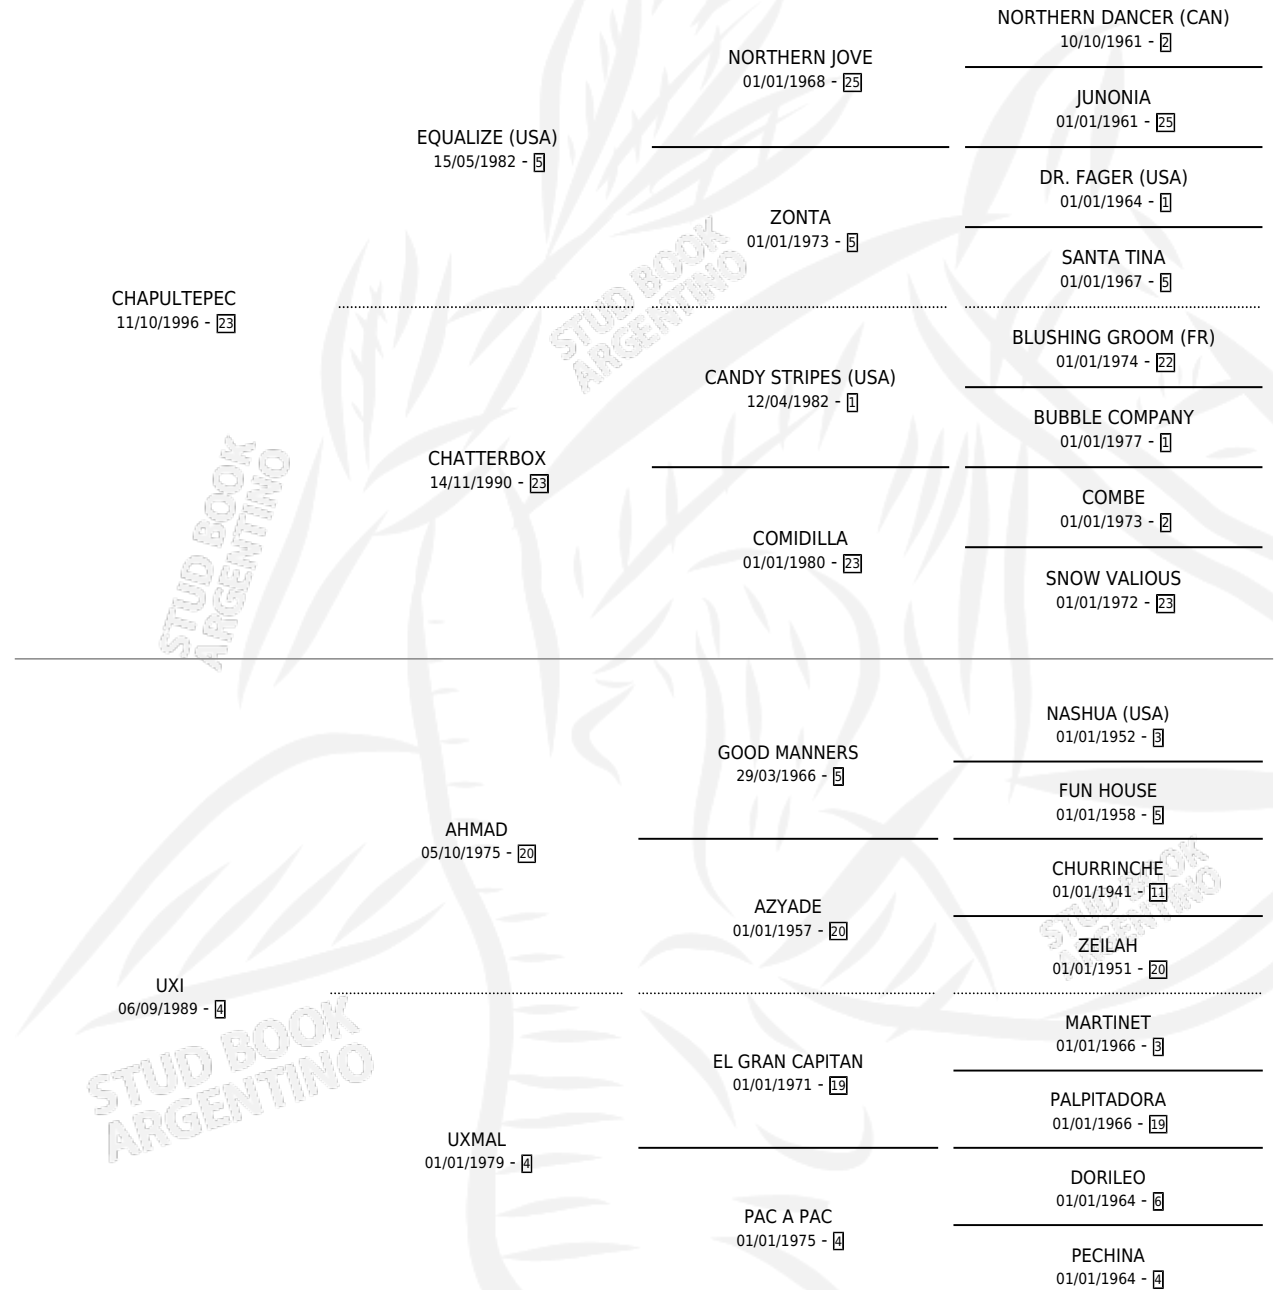 NORTHERN DANCER (CAN)
10/10/1961 - 2
NORTHERN JOVE
01/01/1968 - 25
JUNONIA
01/01/1961 - 25
EQUALIZE (USA)
15/05/1982 - 5
DR. FAGER (USA)
01/01/1964 - 1
ZONTA
01/01/1973 - 5
SANTA TINA
01/01/1967 - 5
STUD BOOK
ARGENTINO
CHAPULTEPEC
11/10/1996 - 23
BLUSHING GROOM (FR)
01/01/1974 - 22
CANDY STRIPES (USA)
12/04/1982 - 1
BUBBLE COMPANY
01/01/1977 - 1
CHATTERBOX
14/11/1990 - 23
COMBE
01/01/1973 - 2
COMIDILLA
01/01/1980 - 23
SNOW VALIOUS
01/01/1972 - 23
STUD BOOK
ARGENTINO
NASHUA (USA)
01/01/1952 - 3
GOOD MANNERS
29/03/1966 - 5
FUN HOUSE
01/01/1958 - 5
AHMAD
05/10/1975 - 20
CHURRINCHE
01/01/1941 - 11
AZYADE
01/01/1957 - 20
ZEILAH
01/01/1951 - 20
STUD BOOK
ARGENTINO
UXI
06/09/1989 - 4
MARTINET
01/01/1966 - 3
EL GRAN CAPITAN
01/01/1971 - 19
PALPITADORA
01/01/1966 - 19
STUD BOOK
ARGENTINO
UXMAL
01/01/1979 - 4
DORILEO
01/01/1964 - 6
PAC A PAC
01/01/1975 - 4
PECHINA
01/01/1964 - 4